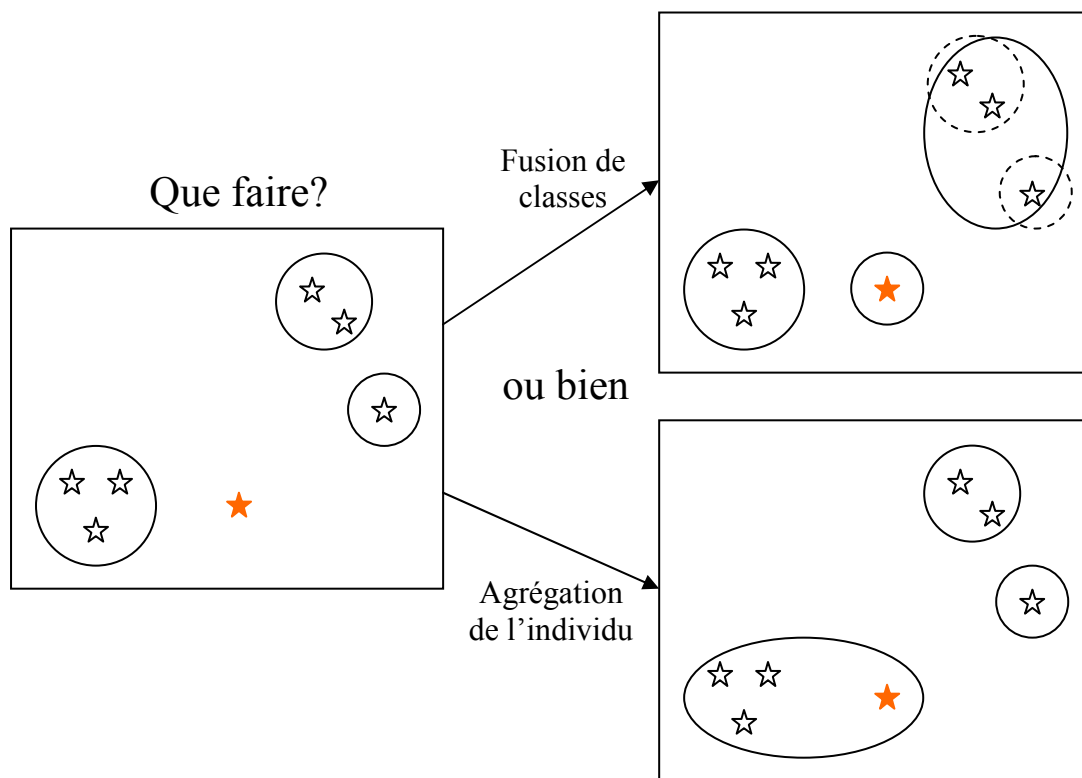 Que faire?
Fusion de
classes
ou bien
Agrégation
de l’individu